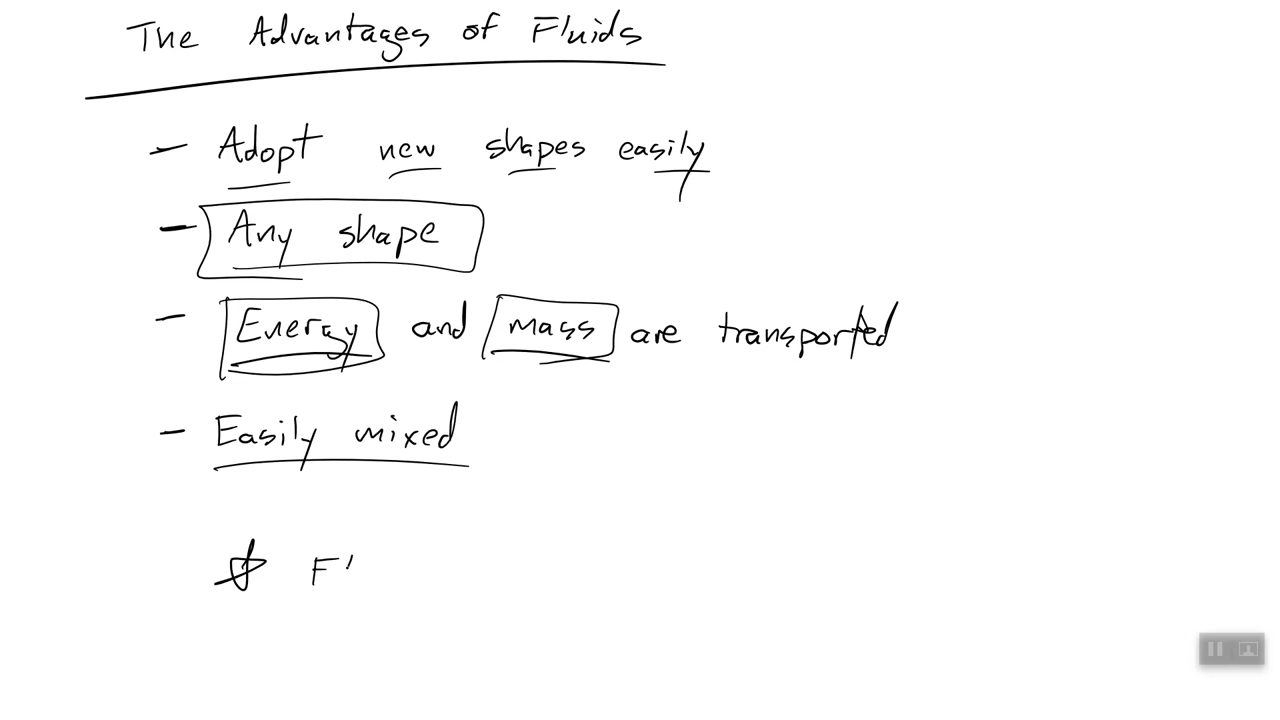 The Advantages of Fluids
- Adopt new shapes easily
- Any shape
- Energy and mass are transported
- Easily mixed
F